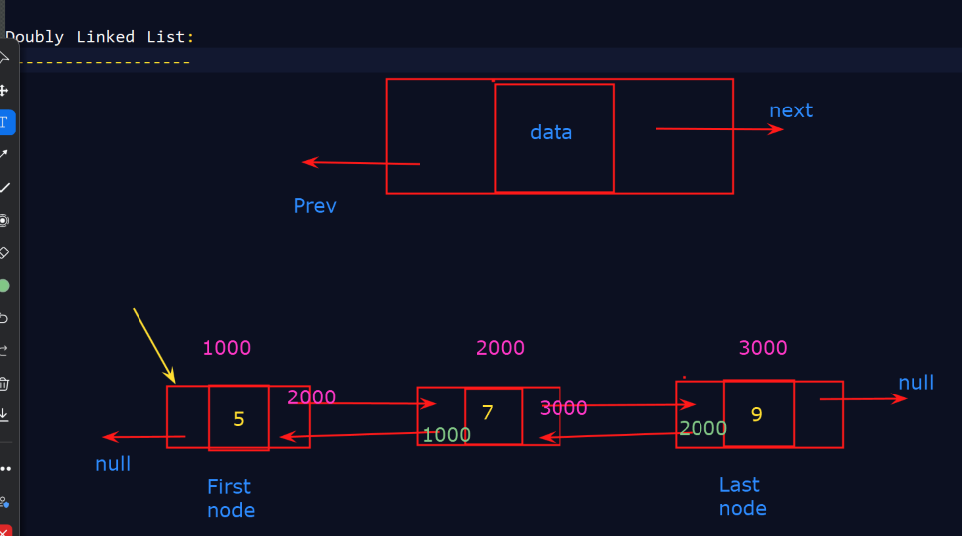 Doubly Linked List:
------------------
next
data
Prev
1000 2000 3000
null
2000
5 7 3000 9
1000 2000
null
First Last
node node